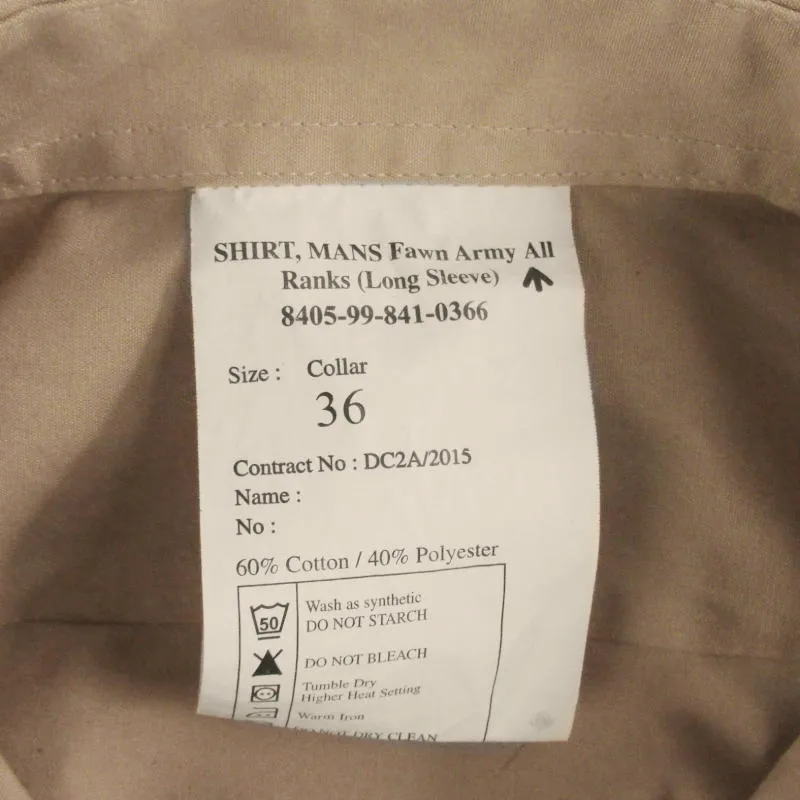 SHIRT, MANS Fawn Army All
Ranks (Long Sleeve)
8405-99-841-0366
Size : Collar
36
Contract No : DC2A/2015
Name :
No :
60% Cotton / 40% Polyester
50
Wash as synthetic
DO NOT STARCH
DO NOT BLEACH
Tumble Dry
Higher Heat Setting
Warm Iron
DRY CLEAN